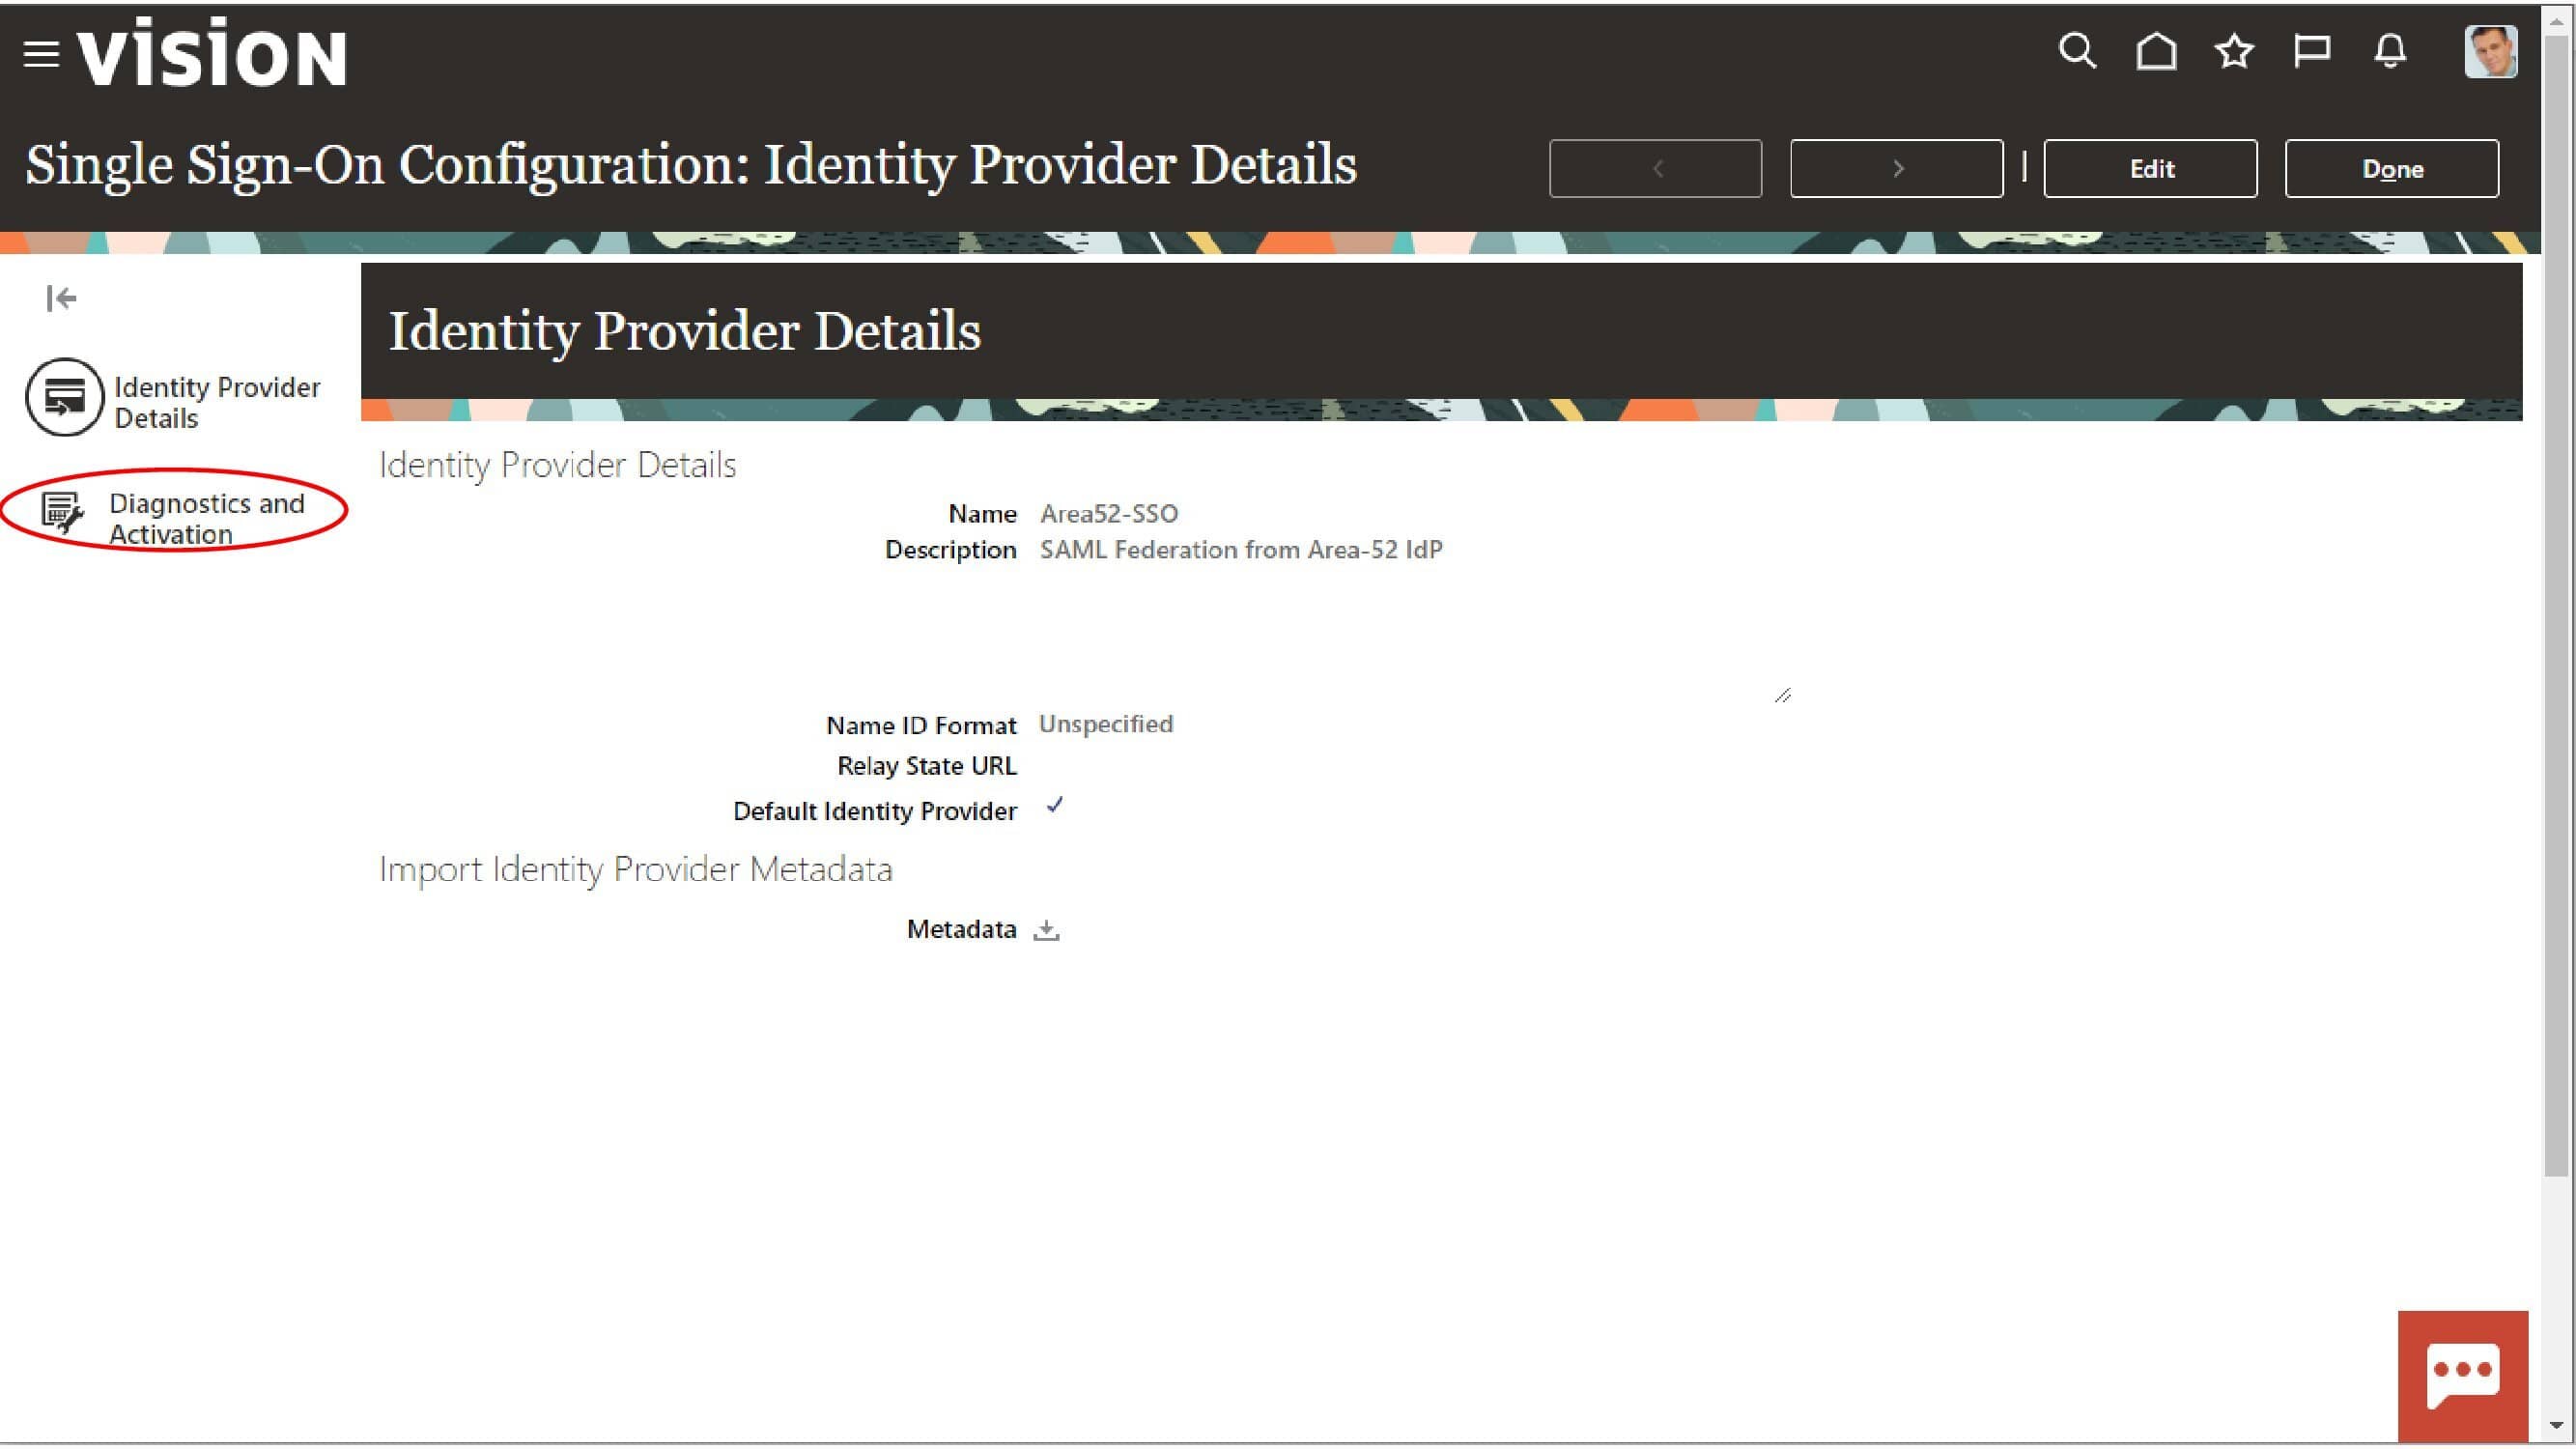 VISION
Single Sign-On Configuration: Identity Provider Details
Edit
Done
Identity Provider
Details
Diagnostics and
Activation
Identity Provider Details
Identity Provider Details
Name Area52-SSO
Description SAML Federation from Area-52 IdP
Name ID Format Unspecified
Relay State URL
Default Identity Provider
Import Identity Provider Metadata
Metadata